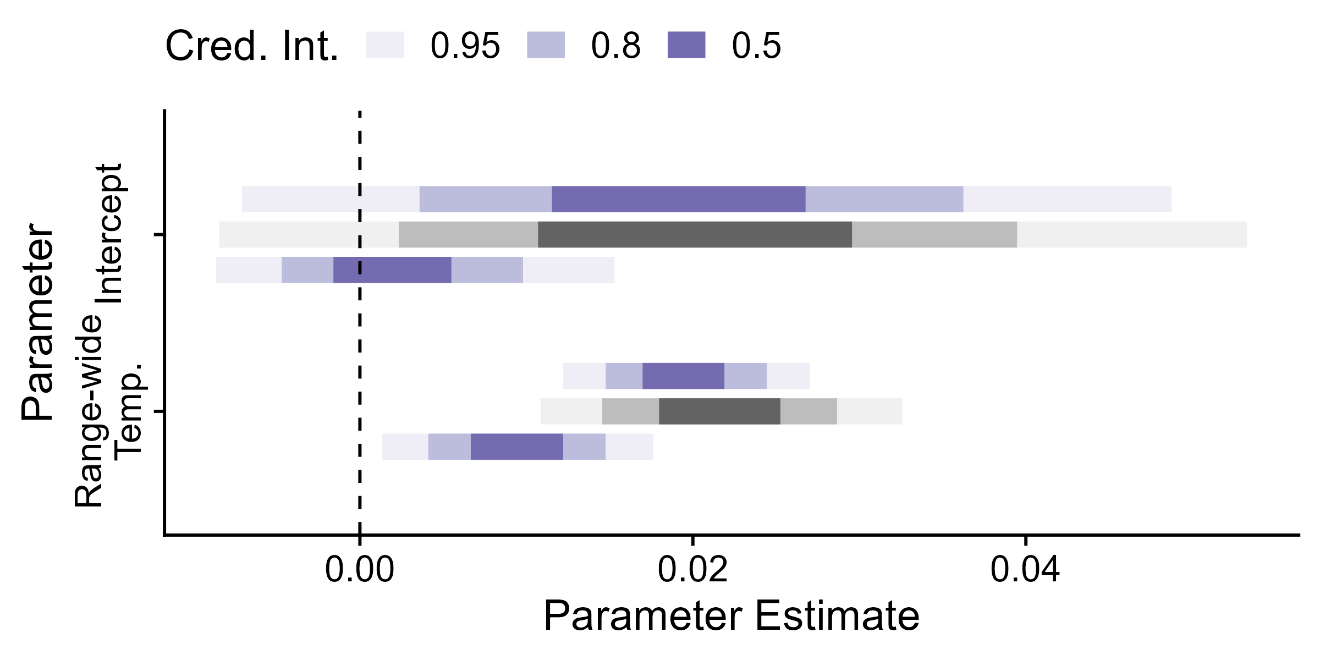 Cred. Int. 0.95 0.8 0.5
Parameter
Intercept
Range-wide
Temp.
0.00 0.02 0.04
Parameter Estimate